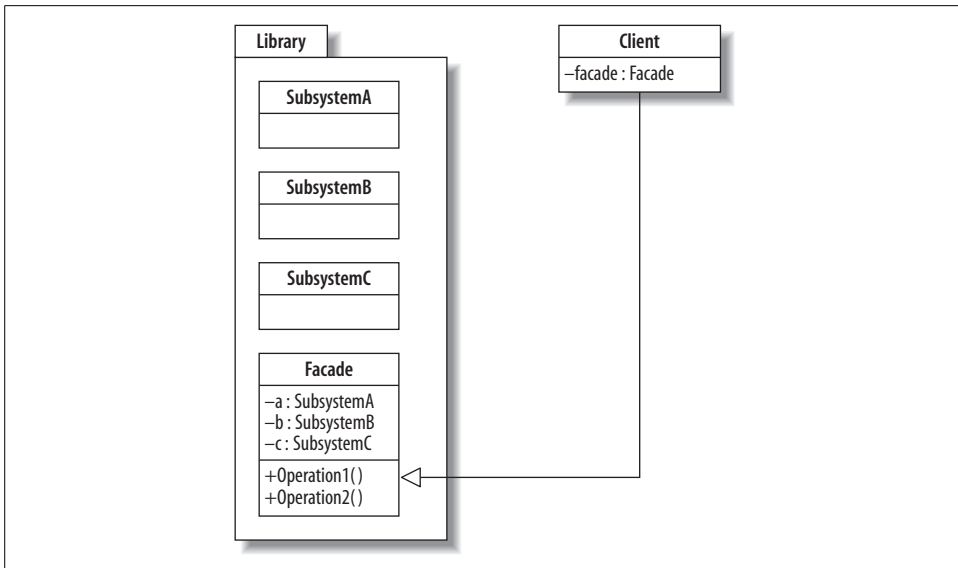 Library
SubsystemA
SubsystemB
SubsystemC
Facade
–a : SubsystemA
–b : SubsystemB
–c : SubsystemC
+Operation1( )
+Operation2( )
Client
–facade : Facade